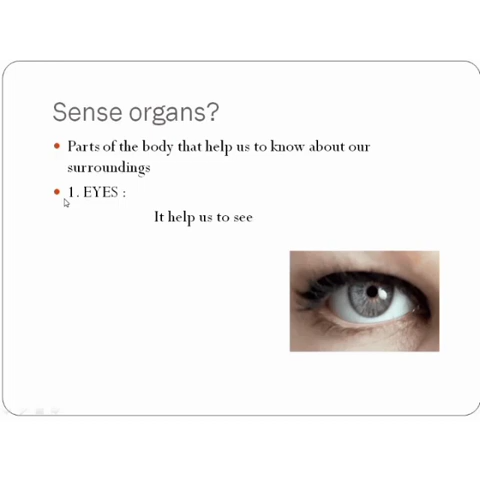 Sense organs?
• Parts of the body that help us to know about our
surroundings
• 1. EYES :
It help us to see